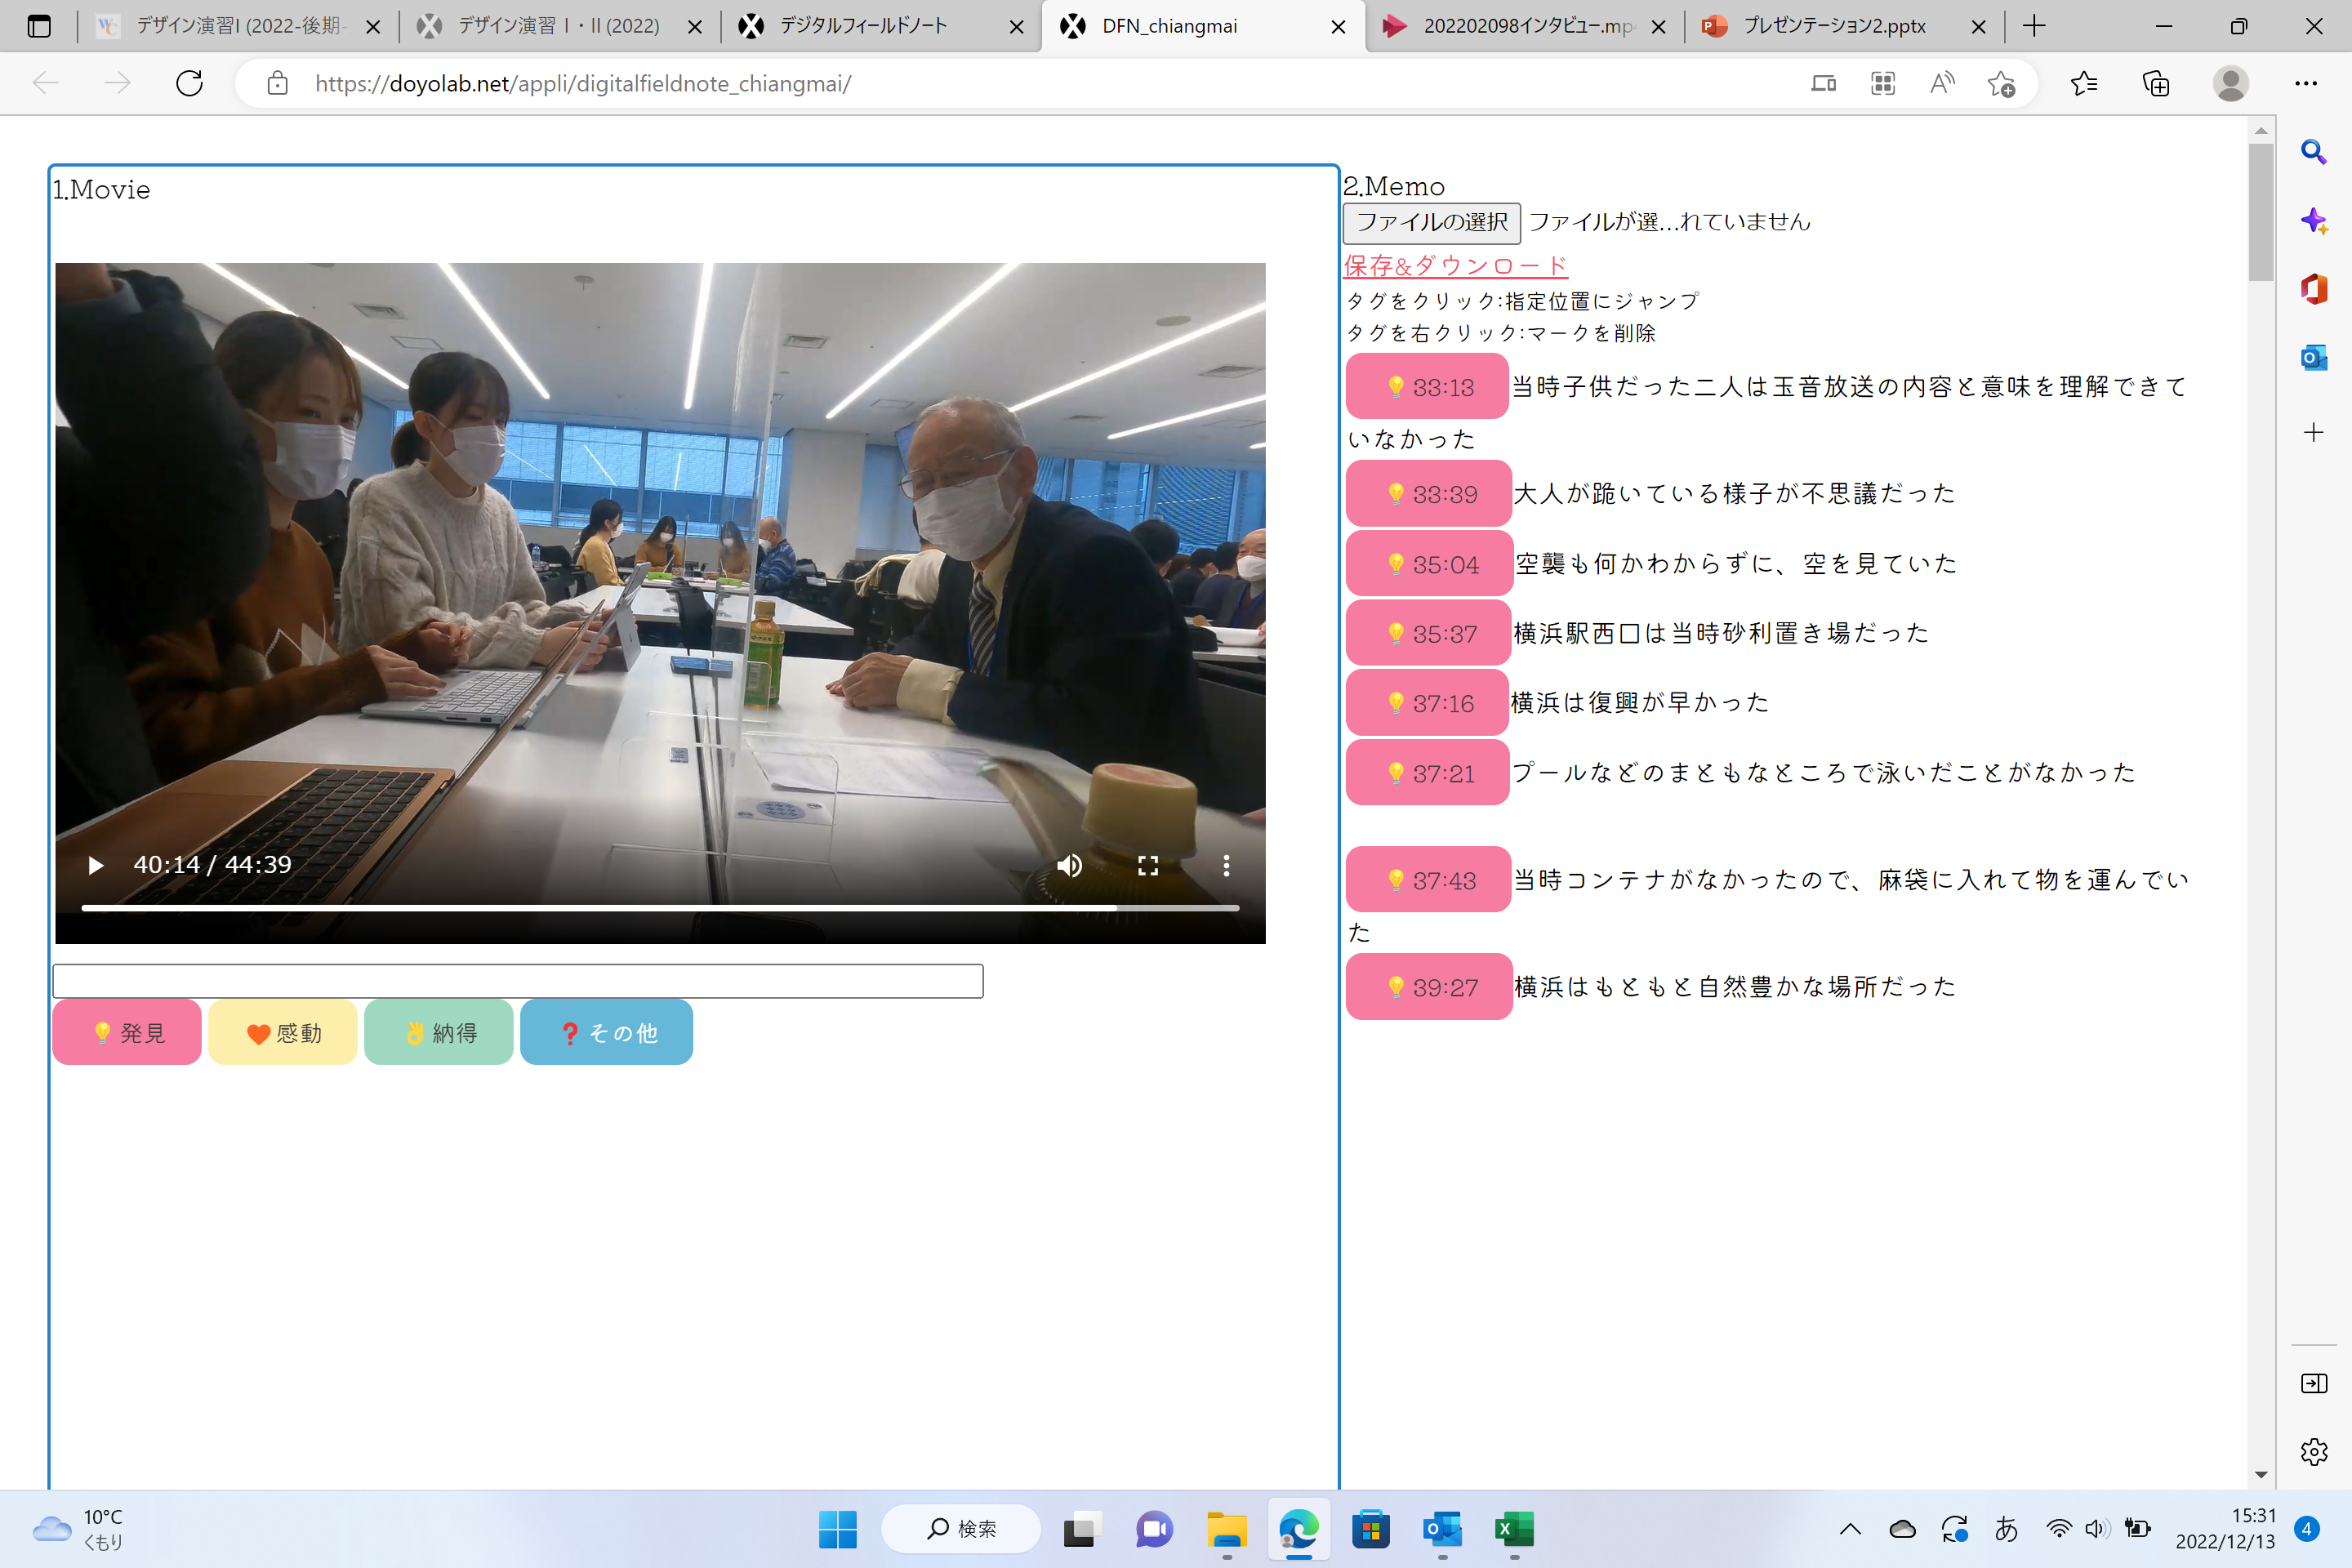 デザイン演習I (2022-後期-
デザイン演習Ⅰ・II (2022)
デジタルフィールドノート
DFN_chiangmai
202202098インタビュー.mp
プレゼンテーション2.pptx
https://doyolab.net/appli/digitalfieldnote_chiangmai/
1.Movie
40:14 / 44:39
💡発見
🧡感動
👌納得
❓その他
2.Memo
ファイルの選択 ファイルが選...れていません
保存&ダウンロード
タグをクリック:指定位置にジャンプ
タグを右クリック:マークを削除
💡33:13 当時子供だった二人は玉音放送の内容と意味を理解できて
いなかった
💡33:39 大人が跪いている様子が不思議だった
💡35:04 空襲も何かわからずに、空を見ていた
💡35:37 横浜駅西口は当時砂利置き場だった
💡37:16 横浜は復興が早かった
💡37:21 プールなどのまともなところで泳いだことがなかった
💡37:43 当時コンテナがなかったので、麻袋に入れて物を運んでい
た
💡39:27 横浜はもともと自然豊かな場所だった
10°C
くもり
検索
あ
15:31
2022/12/13
4